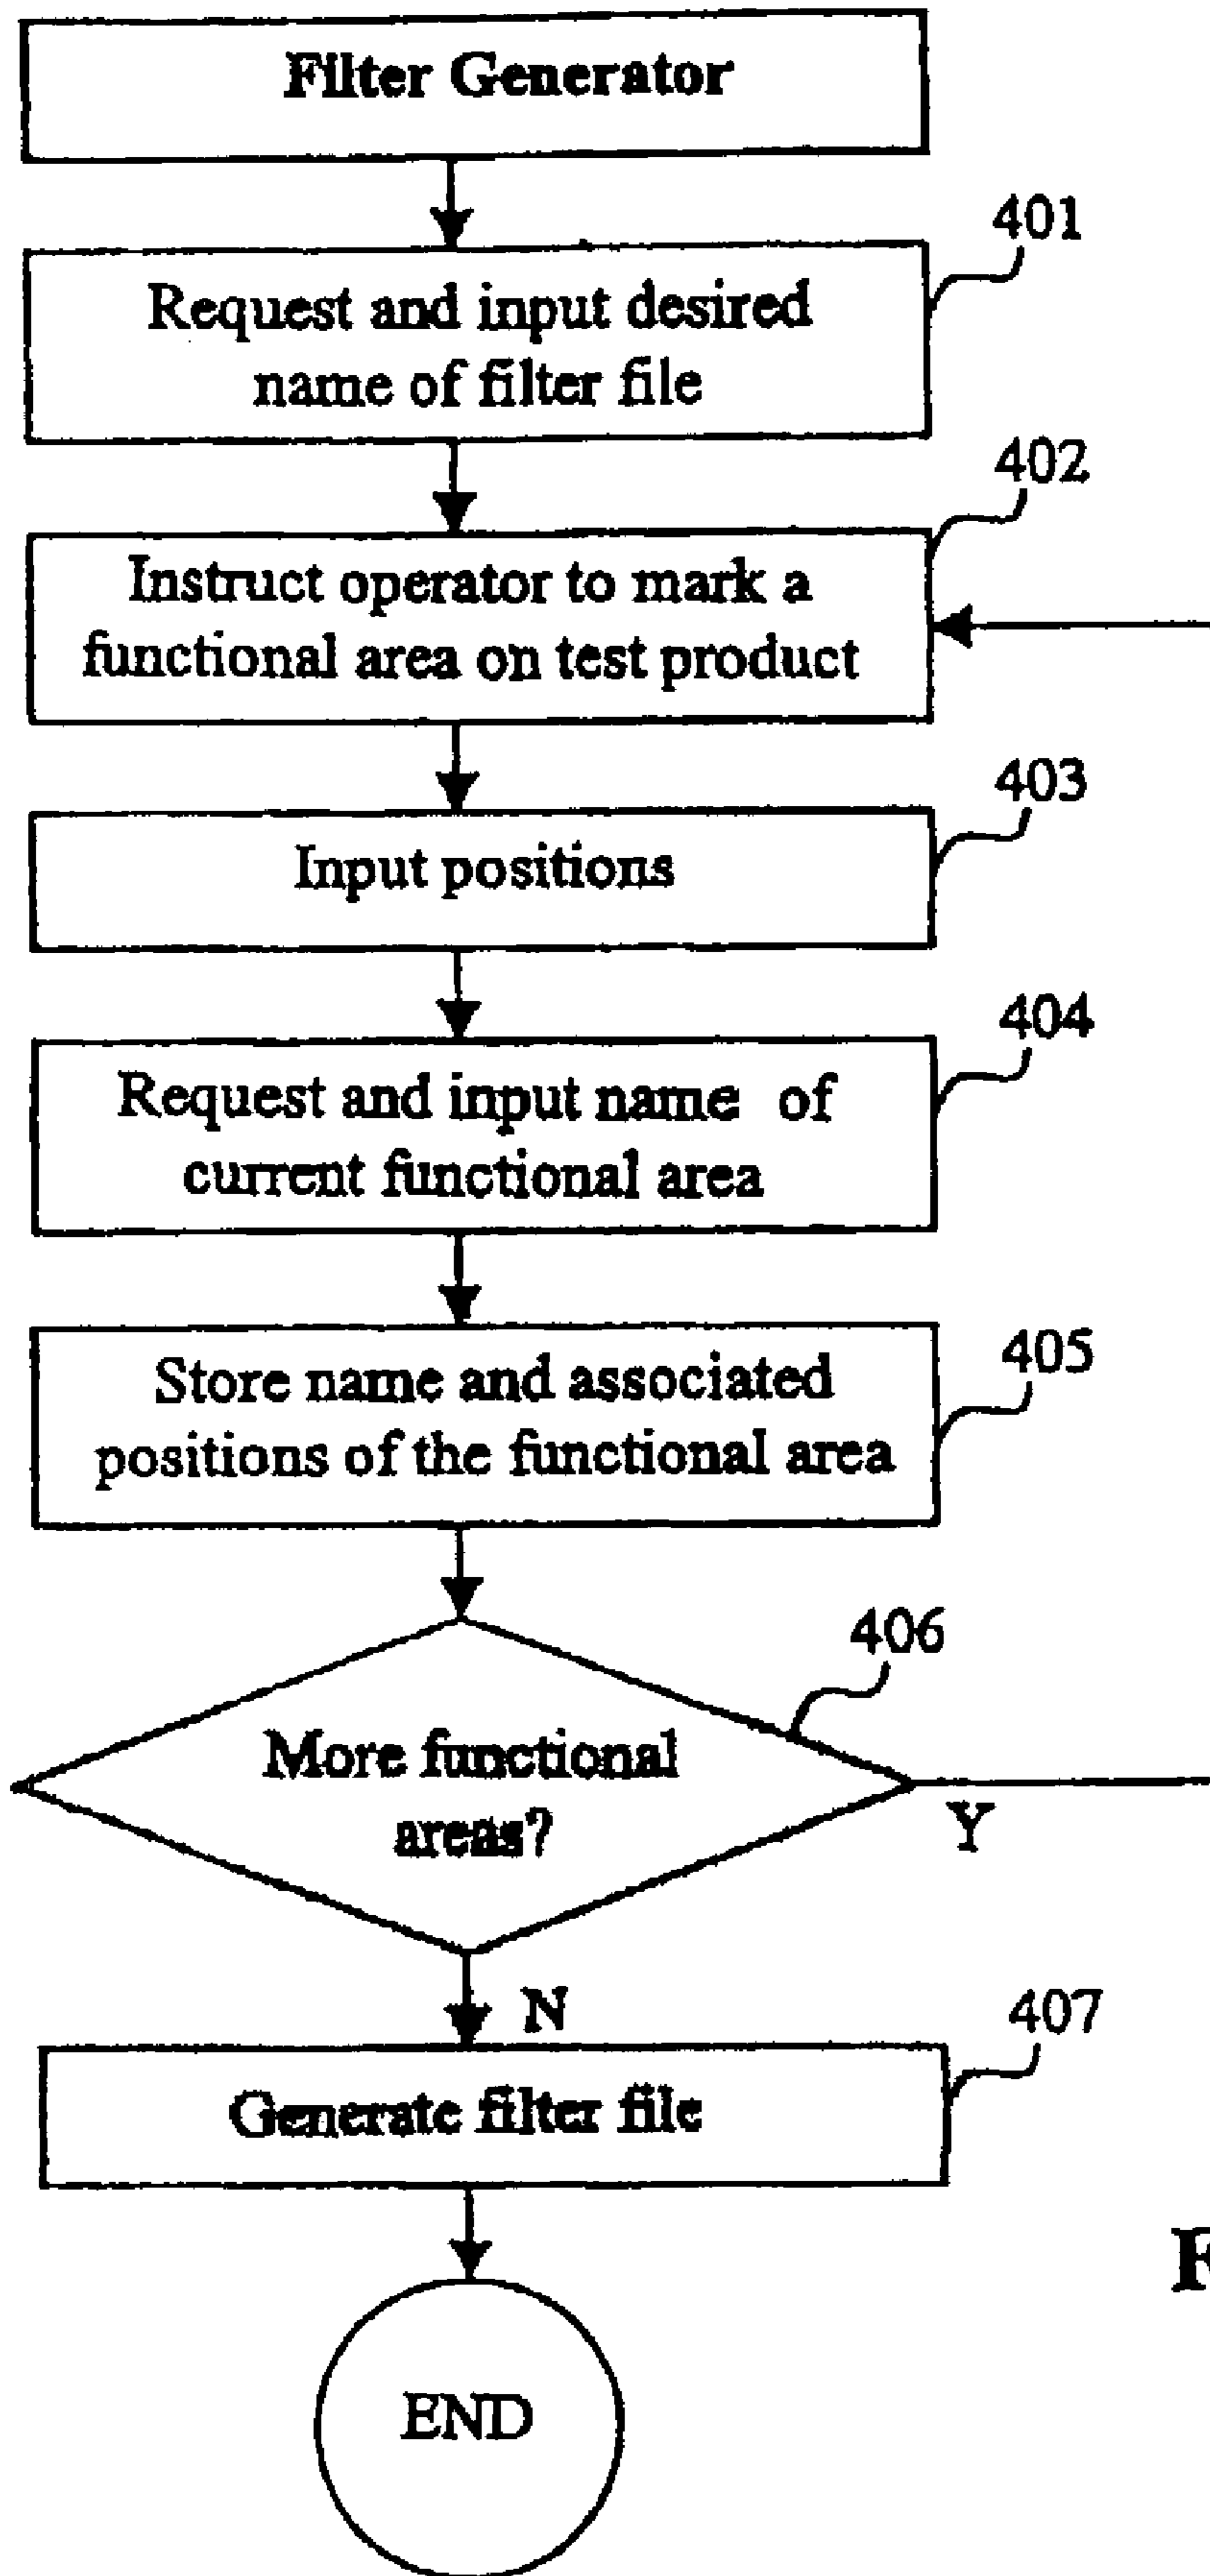 Filter Generator
401
Request and input desired
name of filter file
402
Instruct operator to mark a
functional area on test product
403
Input positions
404
Request and input name of
current functional area
405
Store name and associated
positions of the functional area
406
More functional
areas?
Y
N
407
Generate filter file
END